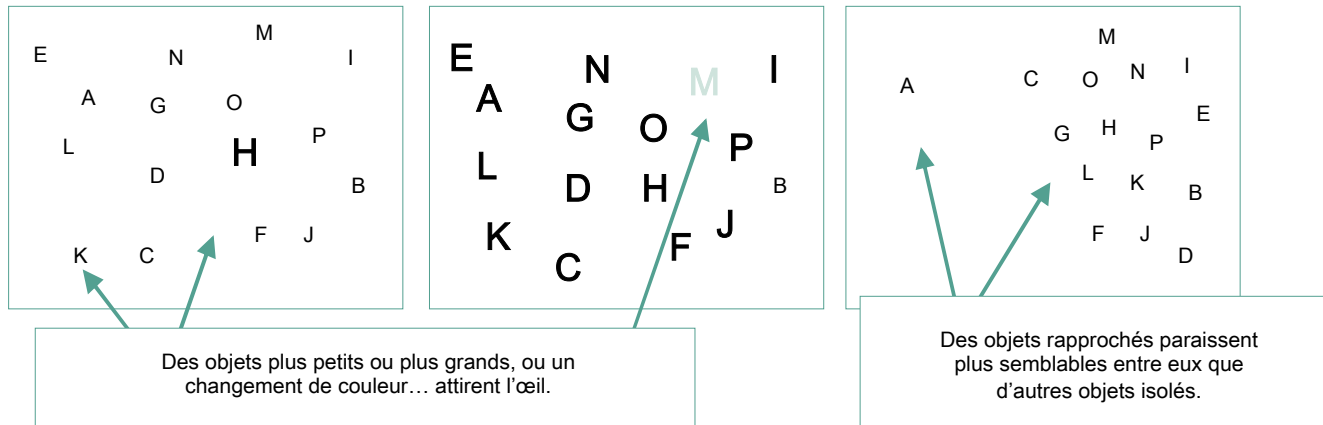 M
E
N
I
A
G
O
P
H
L
D
B
F
J
K
C
E
N
M
I
A
G
O
P
L
D
H
B
J
K
F
C
M
A
C
O
N
I
E
G
H
P
L
K
B
F
J
D
Des objets plus petits ou plus grands, ou un
changement de couleur… attirent l’œil.
Des objets rapprochés paraissent
plus semblables entre eux que
d’autres objets isolés.